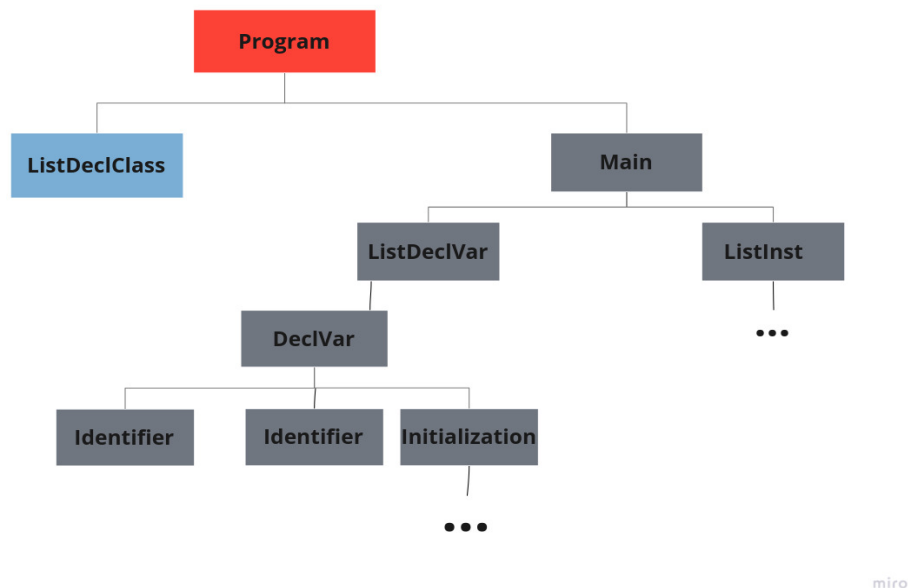 Program
ListDeclClass
Main
ListDeclVar
ListInst
...
DeclVar
Identifier
Identifier
Initialization
...
miro